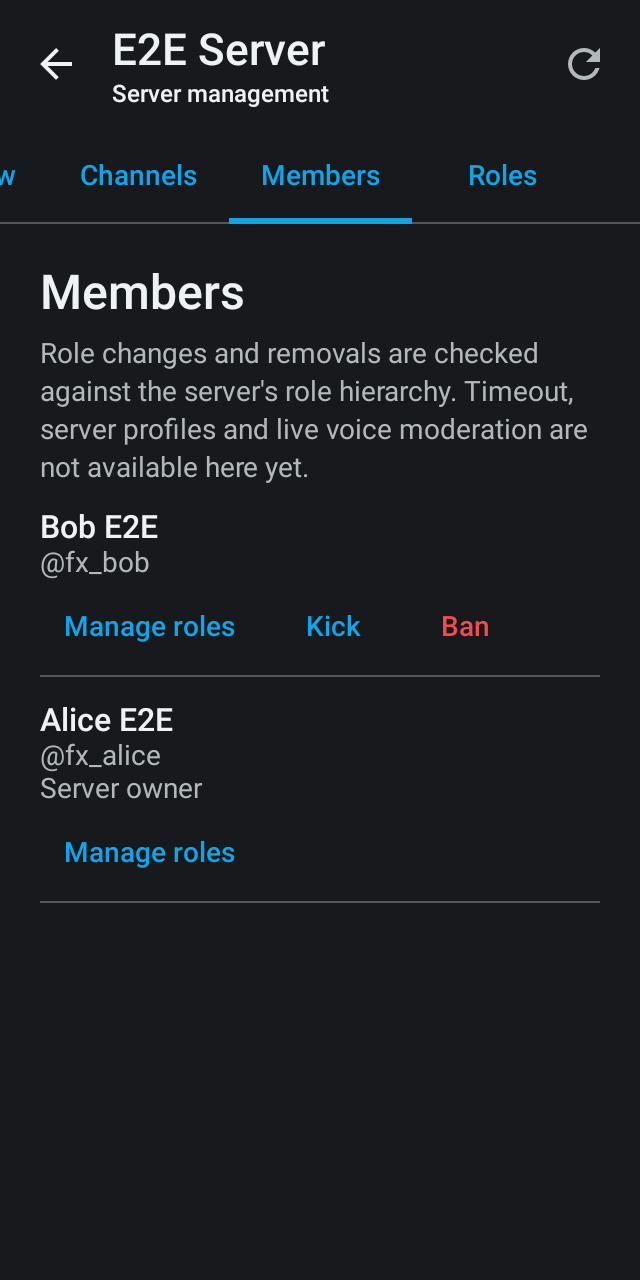 E2E Server
Server management
w
Channels
Members
Roles
Members
Role changes and removals are checked
against the server's role hierarchy. Timeout,
server profiles and live voice moderation are
not available here yet.
Bob E2E
@fx_bob
Manage roles
Kick
Ban
Alice E2E
@fx_alice
Server owner
Manage roles